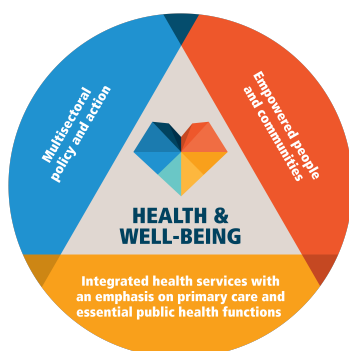 Multisectoral
policy and action
Empowered people
and communities
HEALTH &
WELL-BEING
Integrated health services with
an emphasis on primary care and
essential public health functions